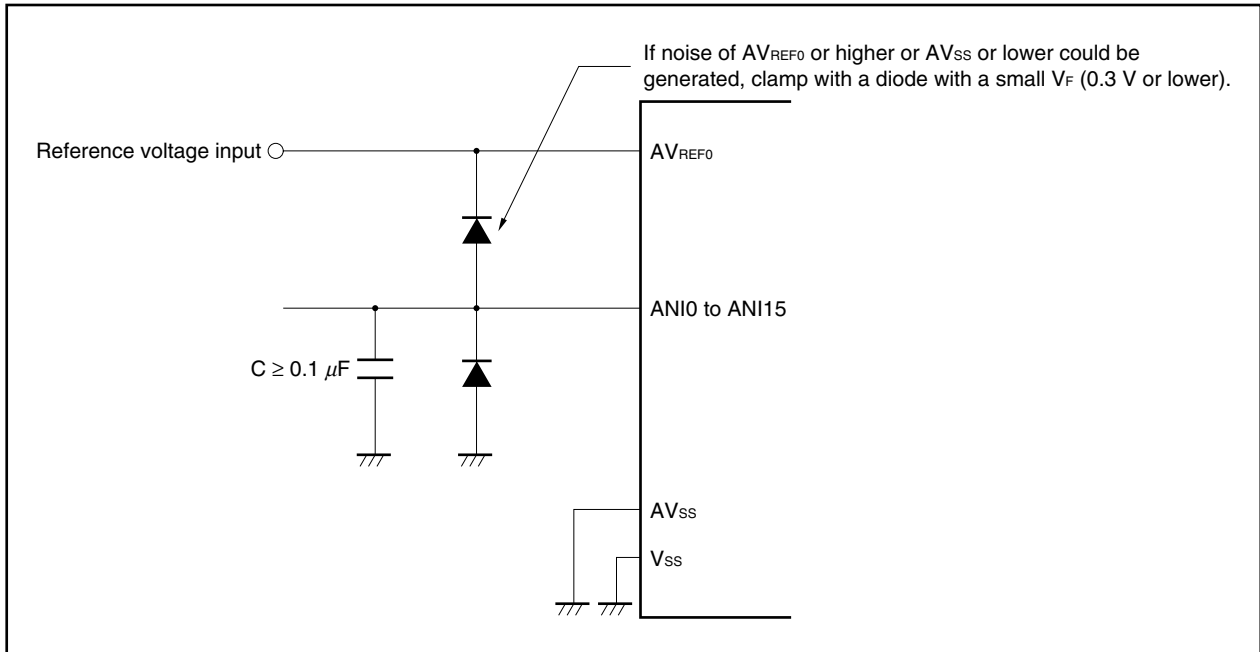 If noise of AVREF0 or higher or AVSS or lower could be
generated, clamp with a diode with a small VF (0.3 V or lower).
Reference voltage input
AVREF0
ANI0 to ANI15
C ≥ 0.1 μF
AVSS
VSS